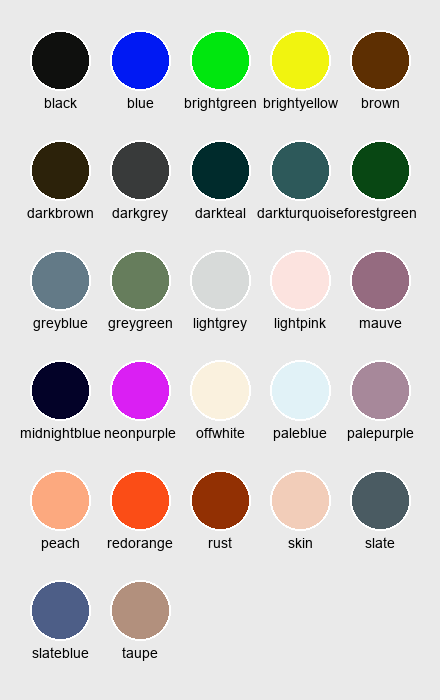 black blue brightgreen brightyellow brown
darkbrown darkgrey darkteal darkturquoise forestgreen
greyblue greygreen lightgrey lightpink mauve
midnightblue neonpurple offwhite paleblue palepurple
peach redorange rust skin slate
slateblue taupe